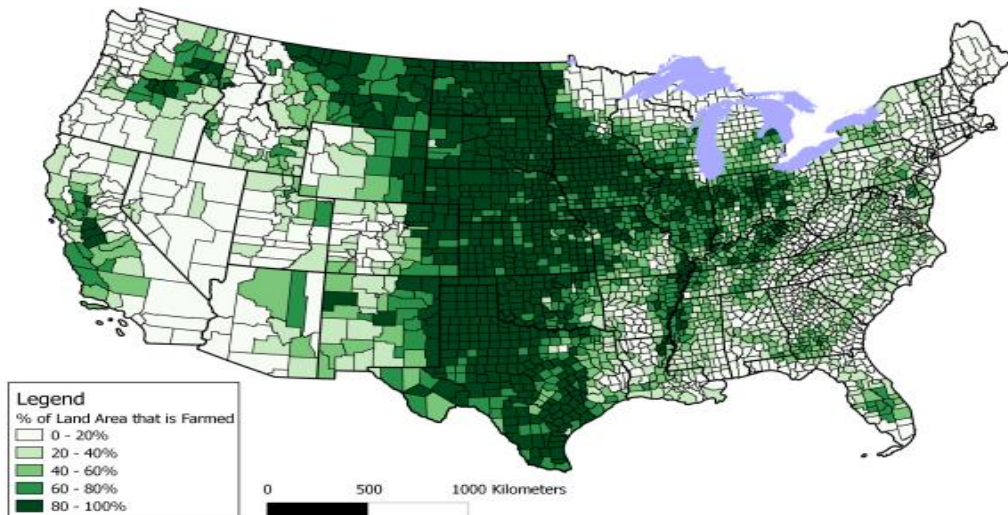 Legend
% of Land Area that is Farmed
0 - 20%
20 - 40%
40 - 60%
60 - 80%
80 - 100%
0 500 1000 Kilometers